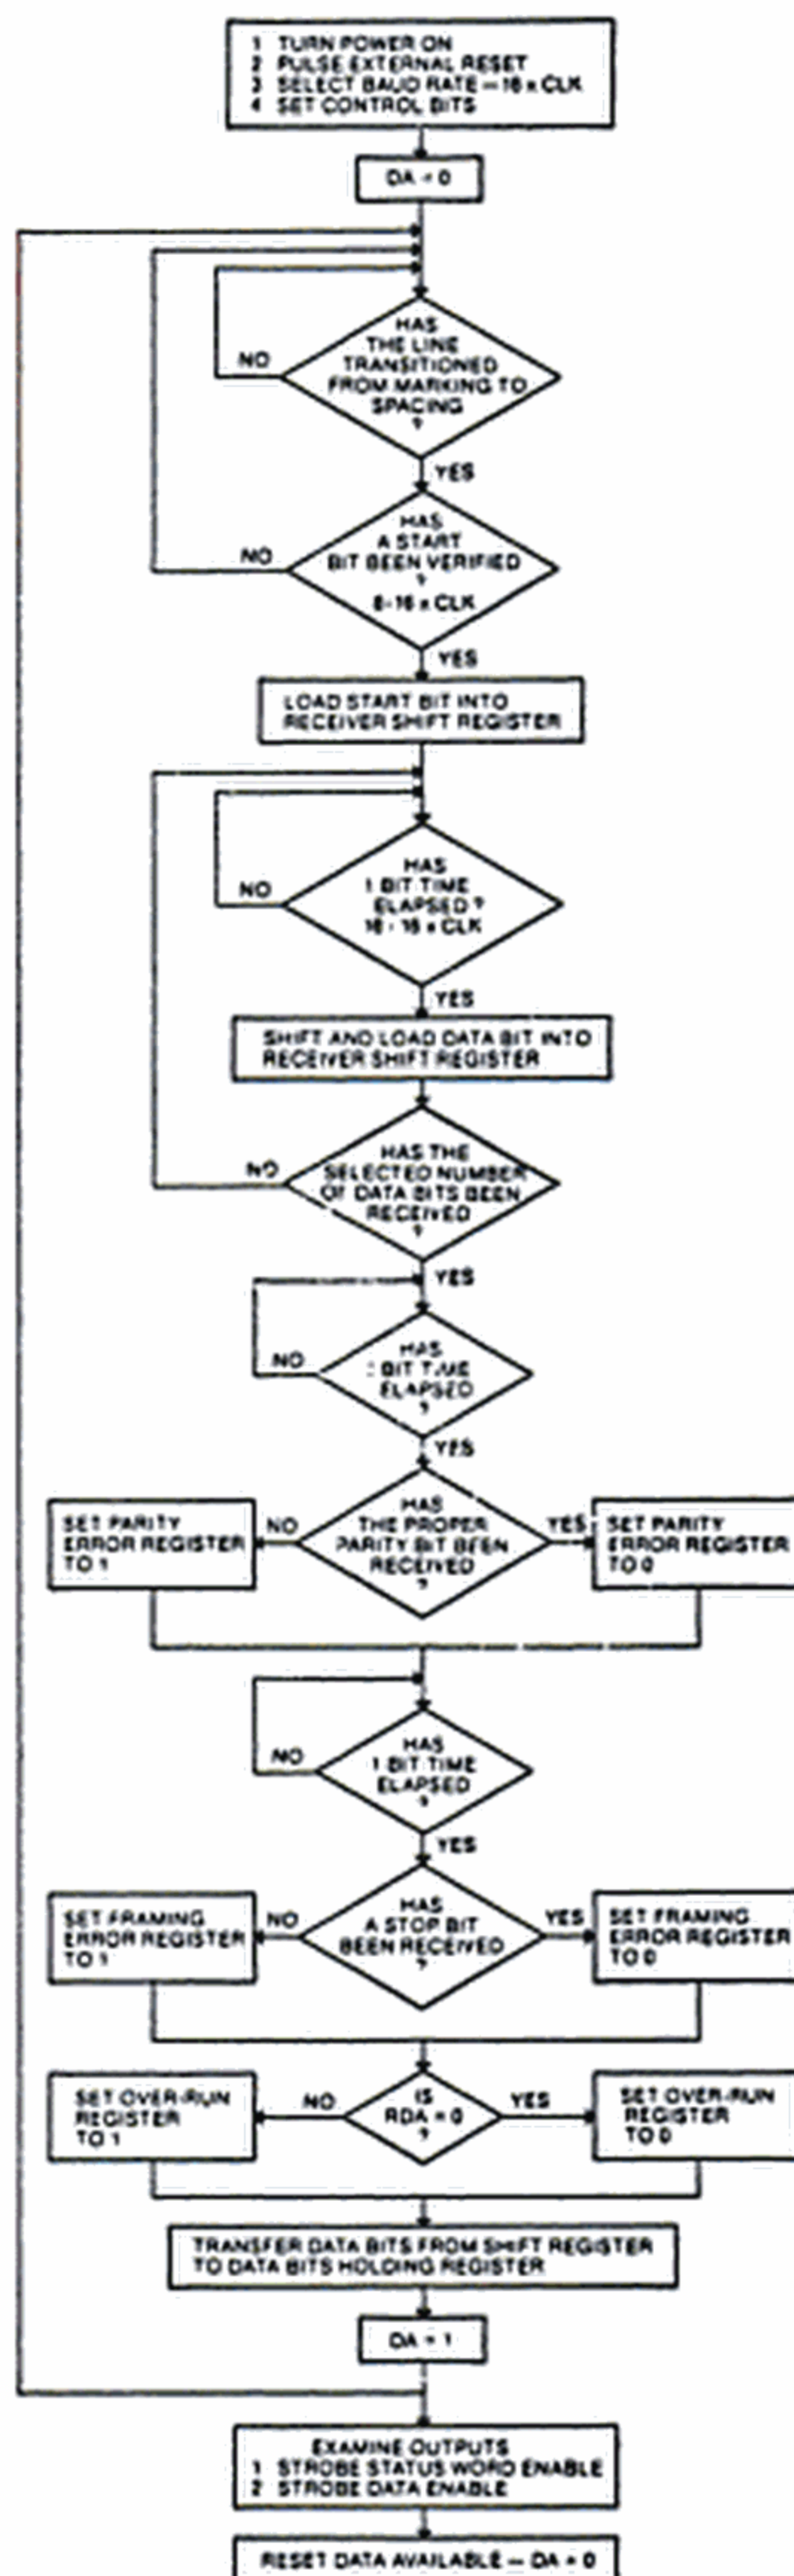 1 TURN POWER ON
2 PULSE EXTERNAL RESET
3 SELECT BAUD RATE — 16 x CLK
4 SET CONTROL BITS
DA = 0
HAS
THE LINE
TRANSITIONED
FROM MARKING TO
SPACING
?
NO
YES
HAS
A START
BIT BEEN VERIFIED
?
8-16 x CLK
NO
YES
LOAD START BIT INTO
RECEIVER SHIFT REGISTER
HAS
1 BIT TIME
ELAPSED ?
16 - 16 x CLK
NO
YES
SHIFT AND LOAD DATA BIT INTO
RECEIVER SHIFT REGISTER
HAS THE
SELECTED NUMBER
OF DATA BITS BEEN
RECEIVED
?
NO
YES
HAS
BIT TIME
ELAPSED
?
NO
YES
HAS
THE PROPER
PARITY BIT BEEN
RECEIVED
?
NO
YES
SET PARITY
ERROR REGISTER
TO 1
SET PARITY
ERROR REGISTER
TO 0
HAS
1 BIT TIME
ELAPSED
?
NO
YES
HAS
A STOP BIT
BEEN RECEIVED
?
NO
YES
SET FRAMING
ERROR REGISTER
TO 1
SET FRAMING
ERROR REGISTER
TO 0
IS
RDA = 0
?
NO
YES
SET OVER-RUN
REGISTER
TO 1
SET OVER-RUN
REGISTER
TO 0
TRANSFER DATA BITS FROM SHIFT REGISTER
TO DATA BITS HOLDING REGISTER
DA = 1
EXAMINE OUTPUTS
1 STROBE STATUS WORD ENABLE
2 STROBE DATA ENABLE
RESET DATA AVAILABLE — DA = 0